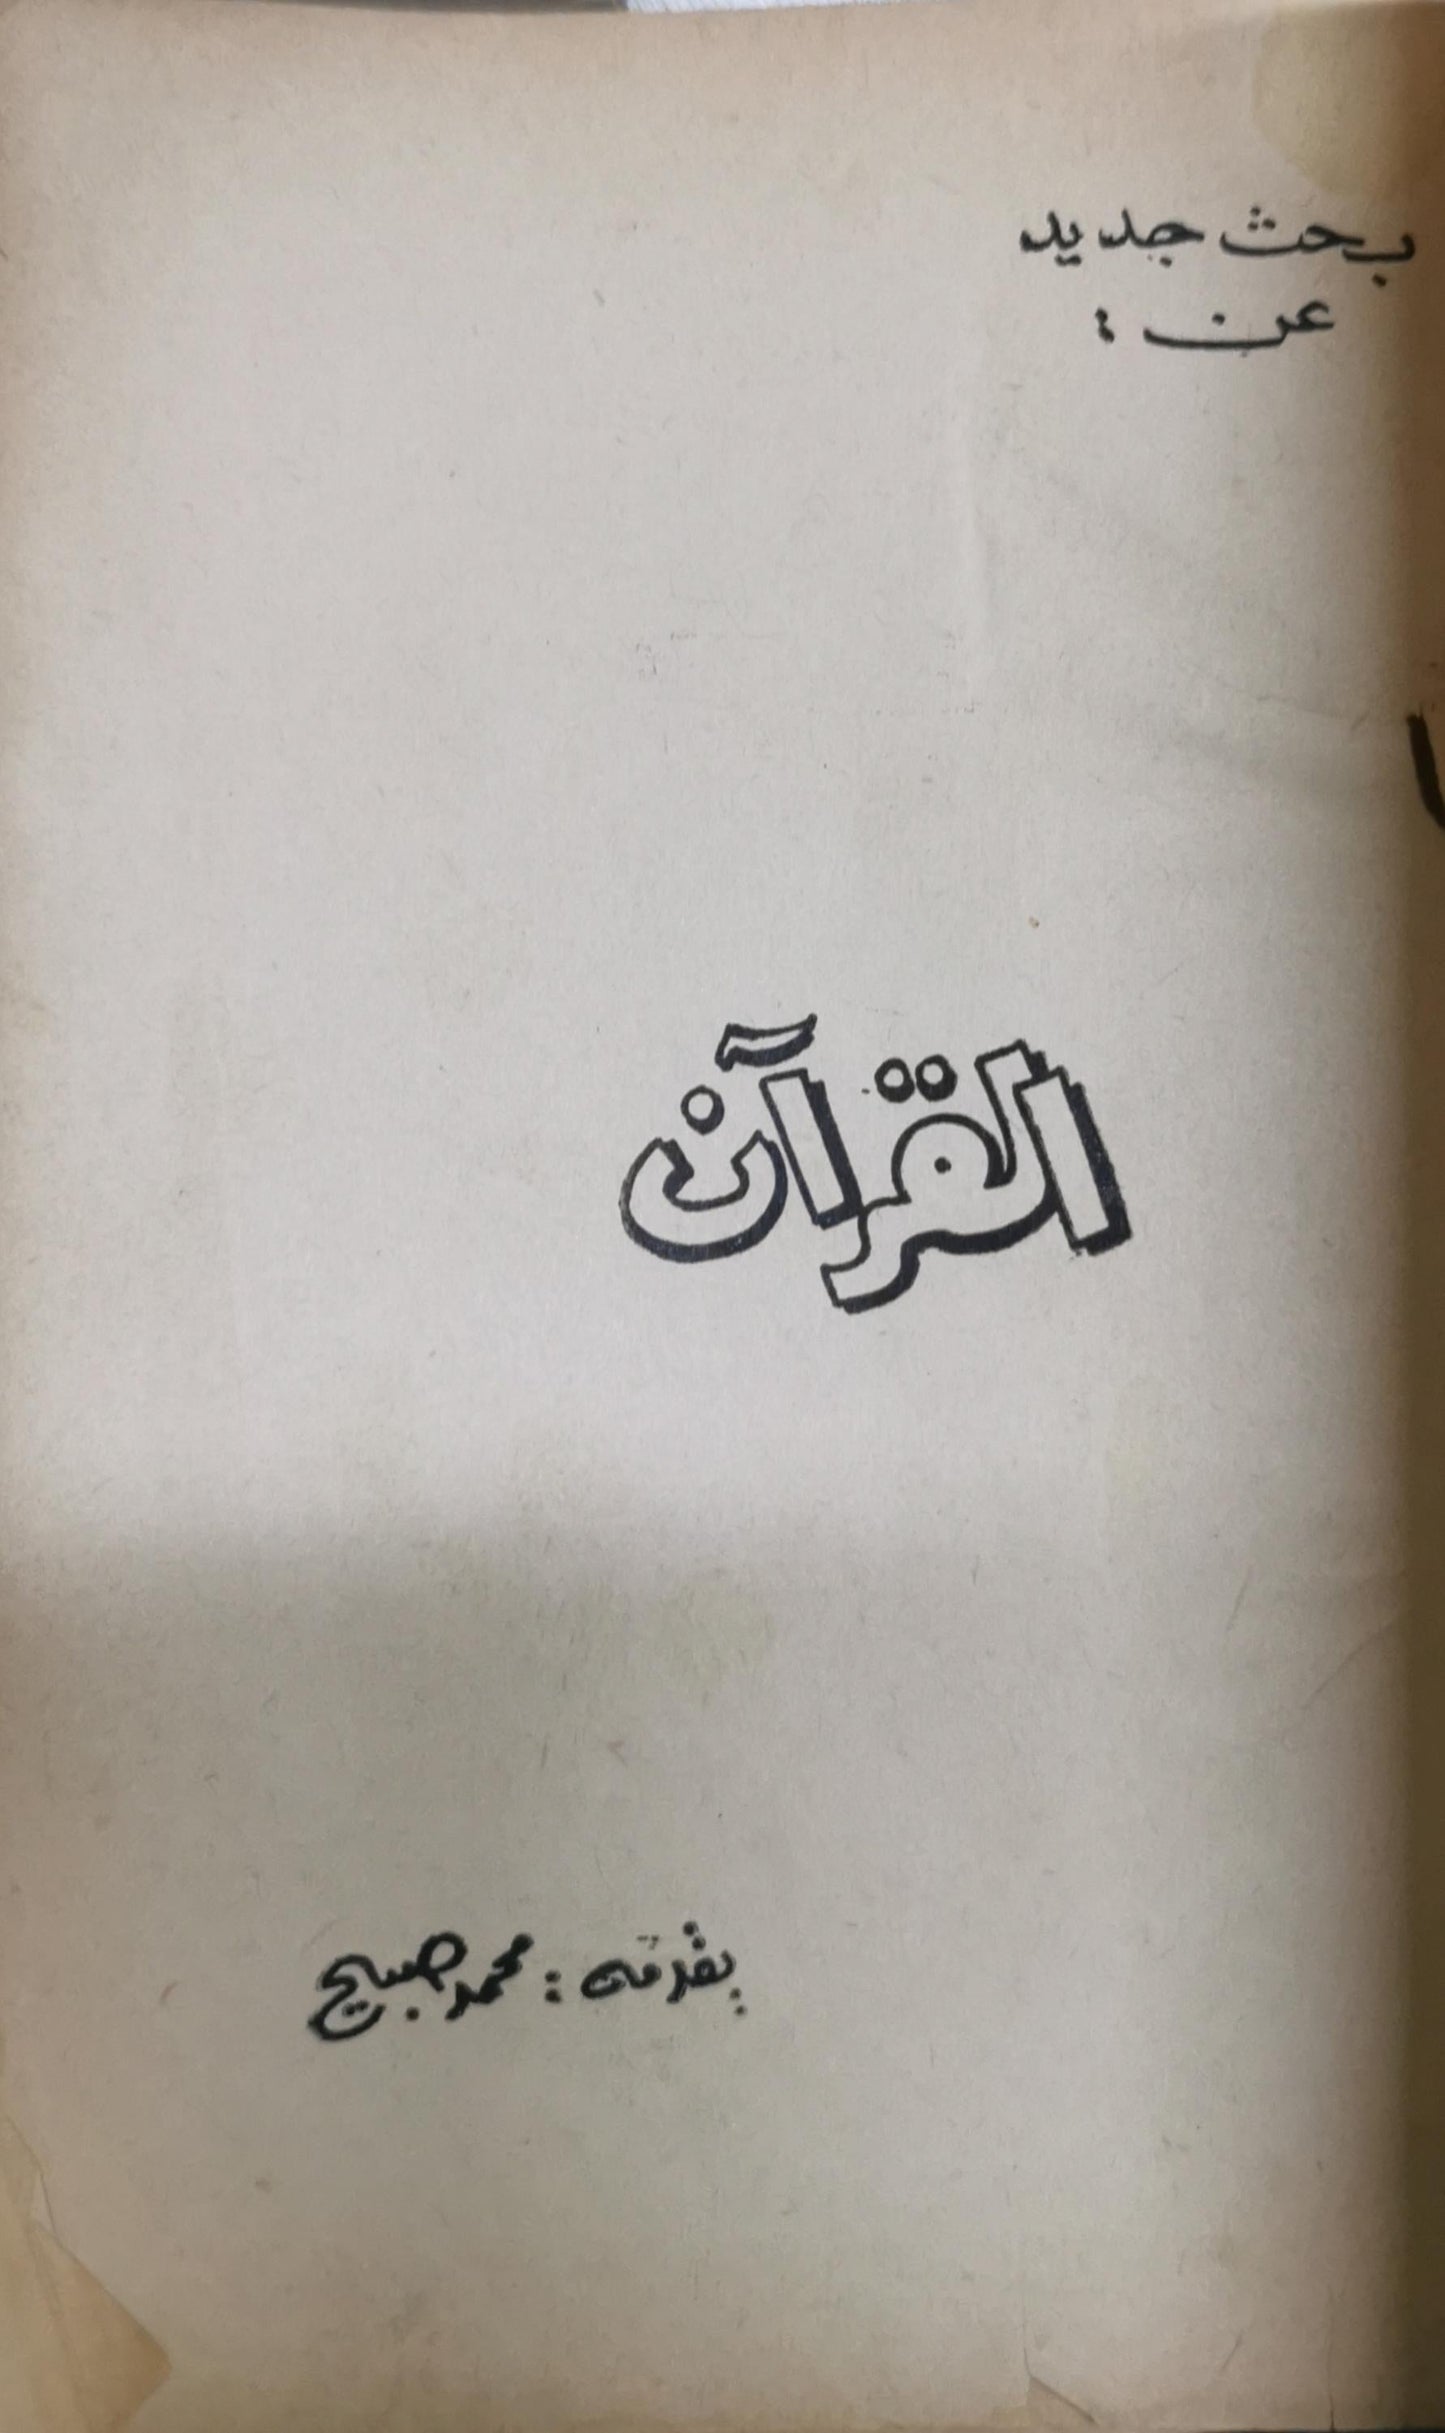 بحث جديد
عن :
القرآن
بقلم : محمد صبيح